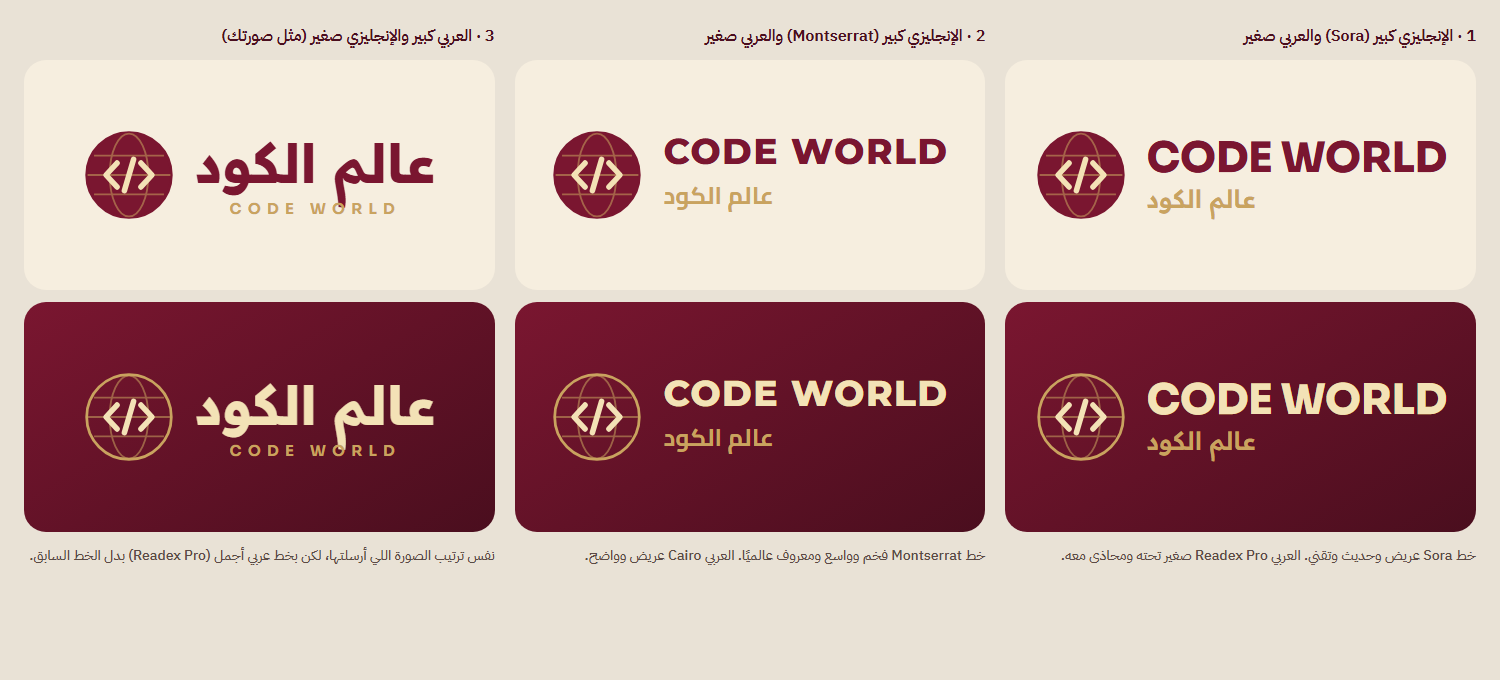 1 · الإنجليزي كبير (Sora) والعربي صغير
2 · الإنجليزي كبير (Montserrat) والعربي صغير
3 · العربي كبير والإنجليزي صغير (مثل صورتك)
</>
CODE WORLD
عالم الكود
</>
CODE WORLD
عالم الكود
</>
عالم الكود
CODE WORLD
</>
CODE WORLD
عالم الكود
</>
CODE WORLD
عالم الكود
</>
عالم الكود
CODE WORLD
خط Sora عريض وحديث وتقني. العربي Readex Pro صغير تحته ومحاذى معه.
خط Montserrat فخم وواسع ومعروف عالميًا. العربي Cairo عريض وواضح.
نفس ترتيب الصورة اللي أرسلتها، لكن بخط عربي أجمل (Readex Pro) بدل الخط السابق.